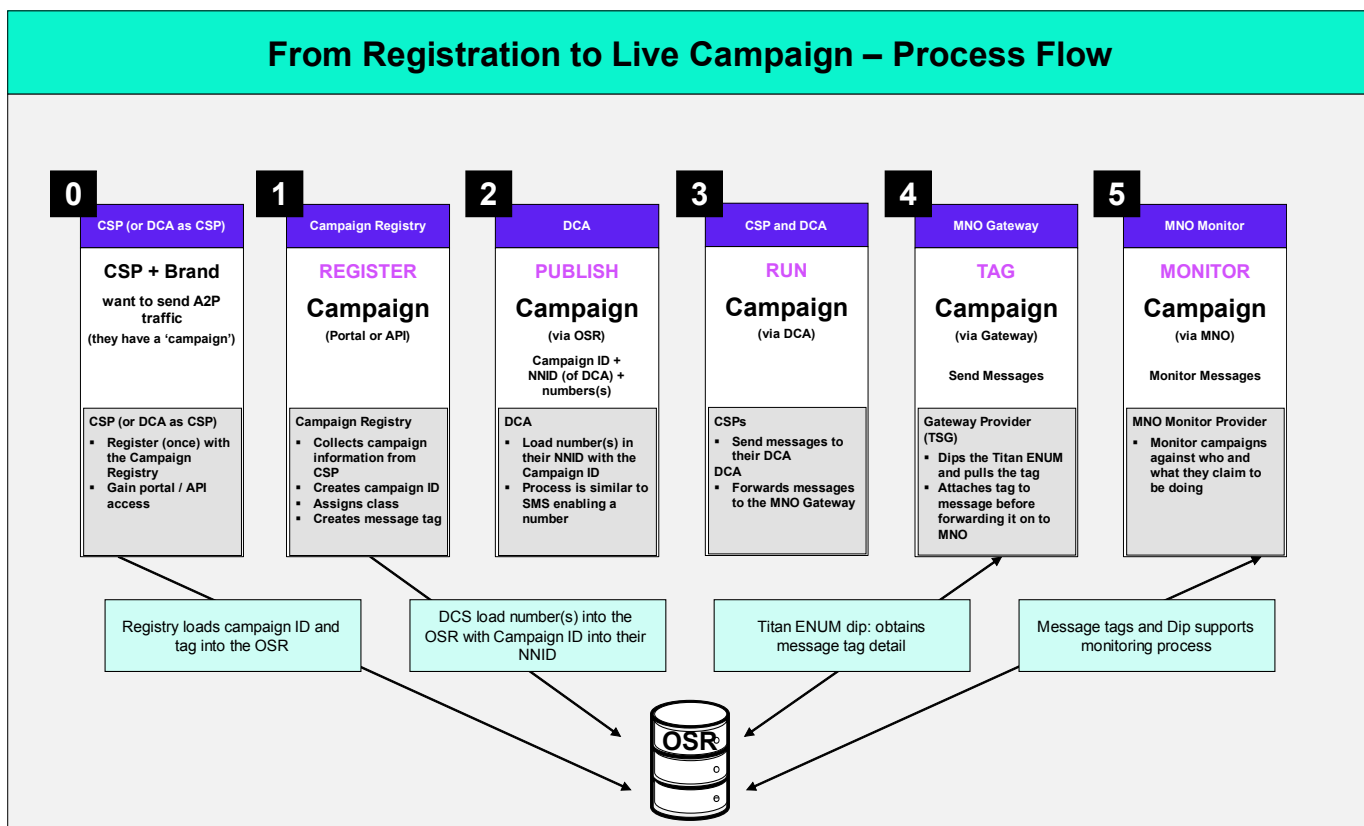 From Registration to Live Campaign – Process Flow
0
CSP (or DCA as CSP)
CSP + Brand
want to send A2P
traffic
(they have a ‘campaign’)
CSP (or DCA as CSP)
▪ Register (once) with
the Campaign
Registry
▪ Gain portal / API
access
1
Campaign Registry
REGISTER
Campaign
(Portal or API)
Campaign Registry
▪ Collects campaign
information from
CSP
▪ Creates campaign ID
▪ Assigns class
▪ Creates message tag
2
DCA
PUBLISH
Campaign
(via OSR)
Campaign ID +
NNID (of DCA) +
numbers(s)
DCA
▪ Load number(s) in
their NNID with the
Campaign ID
▪ Process is similar to
SMS enabling a
number
3
CSP and DCA
RUN
Campaign
(via DCA)
CSPs
▪ Send messages to
their DCA
DCA
▪ Forwards messages
to the MNO Gateway
4
MNO Gateway
TAG
Campaign
(via Gateway)
Send Messages
Gateway Provider
(TSG)
▪ Dips the Titan ENUM
and pulls the tag
▪ Attaches tag to
message before
forwarding it on to
MNO
5
MNO Monitor
MONITOR
Campaign
(via MNO)
Monitor Messages
MNO Monitor Provider
▪ Monitor campaigns
against who and
what they claim to
be doing
Registry loads campaign ID and
tag into the OSR
DCS load number(s) into the
OSR with Campaign ID into their
NNID
Titan ENUM dip: obtains
message tag detail
Message tags and Dip supports
monitoring process
OSR